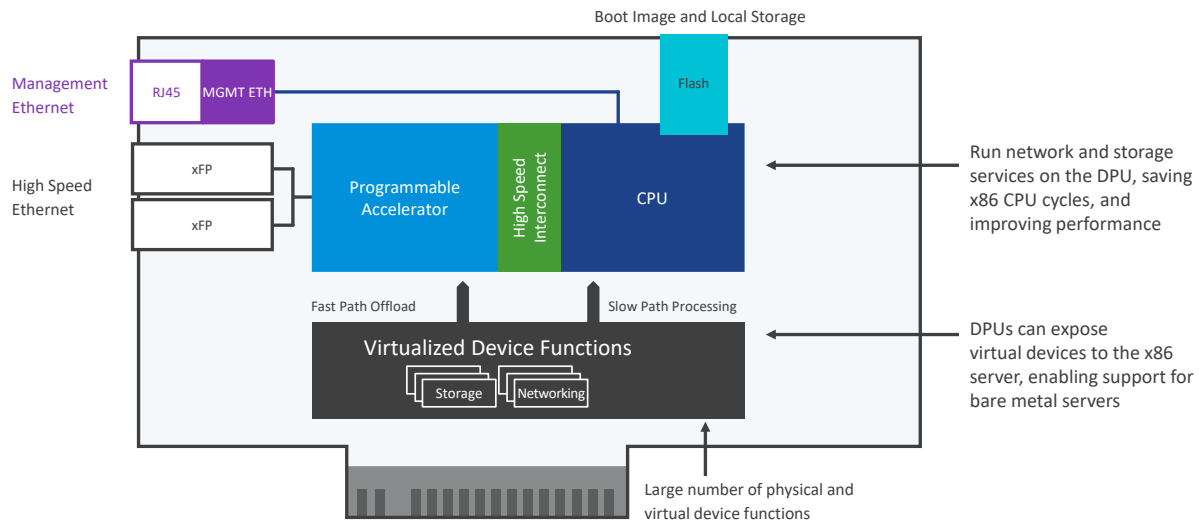 Boot Image and Local Storage
Management
Ethernet
RJ45
MGMT ETH
Flash
High Speed
Ethernet
xFP
xFP
Programmable
Accelerator
High Speed
Interconnect
CPU
Run network and storage
services on the DPU, saving
x86 CPU cycles, and
improving performance
Fast Path Offload
Slow Path Processing
Virtualized Device Functions
Storage
Networking
DPUs can expose
virtual devices to the x86
server, enabling support for
bare metal servers
Large number of physical and
virtual device functions